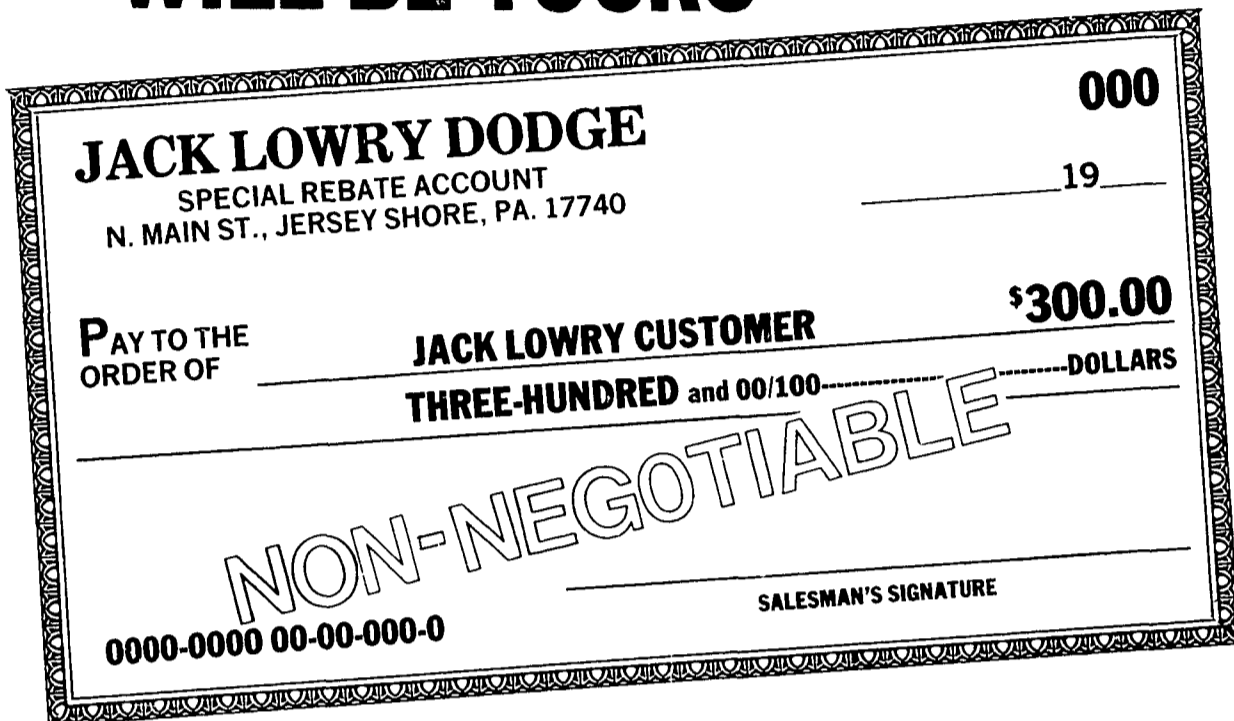 WILL BE YOURS
000
JACK LOWRY DODGE
SPECIAL REBATE ACCOUNT
N. MAIN ST., JERSEY SHORE, PA. 17740
_____19____
PAY TO THE
ORDER OF
JACK LOWRY CUSTOMER
$300.00
THREE-HUNDRED and 00/100--------------------------DOLLARS
NON-NEGOTIABLE
SALESMAN'S SIGNATURE
0000-0000 00-00-000-0